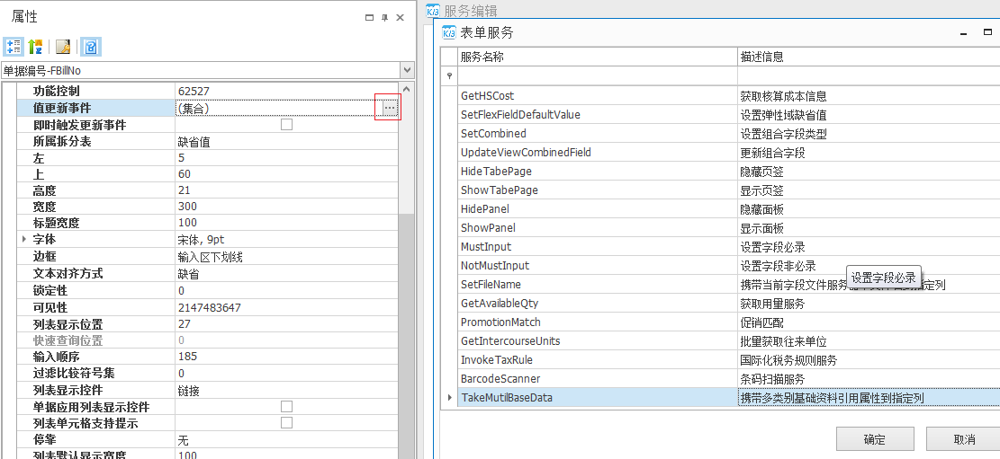 属性
单据编号-FBillNo
功能控制 62527
值更新事件 (集合) ...
即时触发更新事件
所属拆分表 缺省值
左 5
上 60
高度 21
宽度 300
标题宽度 100
字体 宋体, 9pt
边框 输入区下划线
文本对齐方式 缺省
锁定性 0
可见性 2147483647
列表显示位置 27
快速查询位置 0
输入顺序 185
过滤比较符号集 0
列表显示控件 链接
单据应用列表显示控件
列表单元格支持提示
停靠 无
列表默认显示宽度 100
K/3 服务编辑
K/3 表单服务
服务名称 描述信息
GetHSCost 获取核算成本信息
SetFlexFieldDefaultValue 设置弹性域缺省值
SetCombined 设置组合字段类型
UpdateViewCombinedField 更新组合字段
HideTabePage 隐藏页签
ShowTabePage 显示页签
HidePanel 隐藏面板
ShowPanel 显示面板
MustInput 设置字段必录
NotMustInput 设置字段非必录
设置字段必录
SetFileName 携带当前字段文件服务 指定列
GetAvailableQty 获取用量服务
PromotionMatch 促销匹配
GetIntercourseUnits 批量获取往来单位
InvokeTaxRule 国际化税务规则服务
BarcodeScanner 条码扫描服务
TakeMutilBaseData 携带多类别基础资料引用属性到指定列
确定 取消